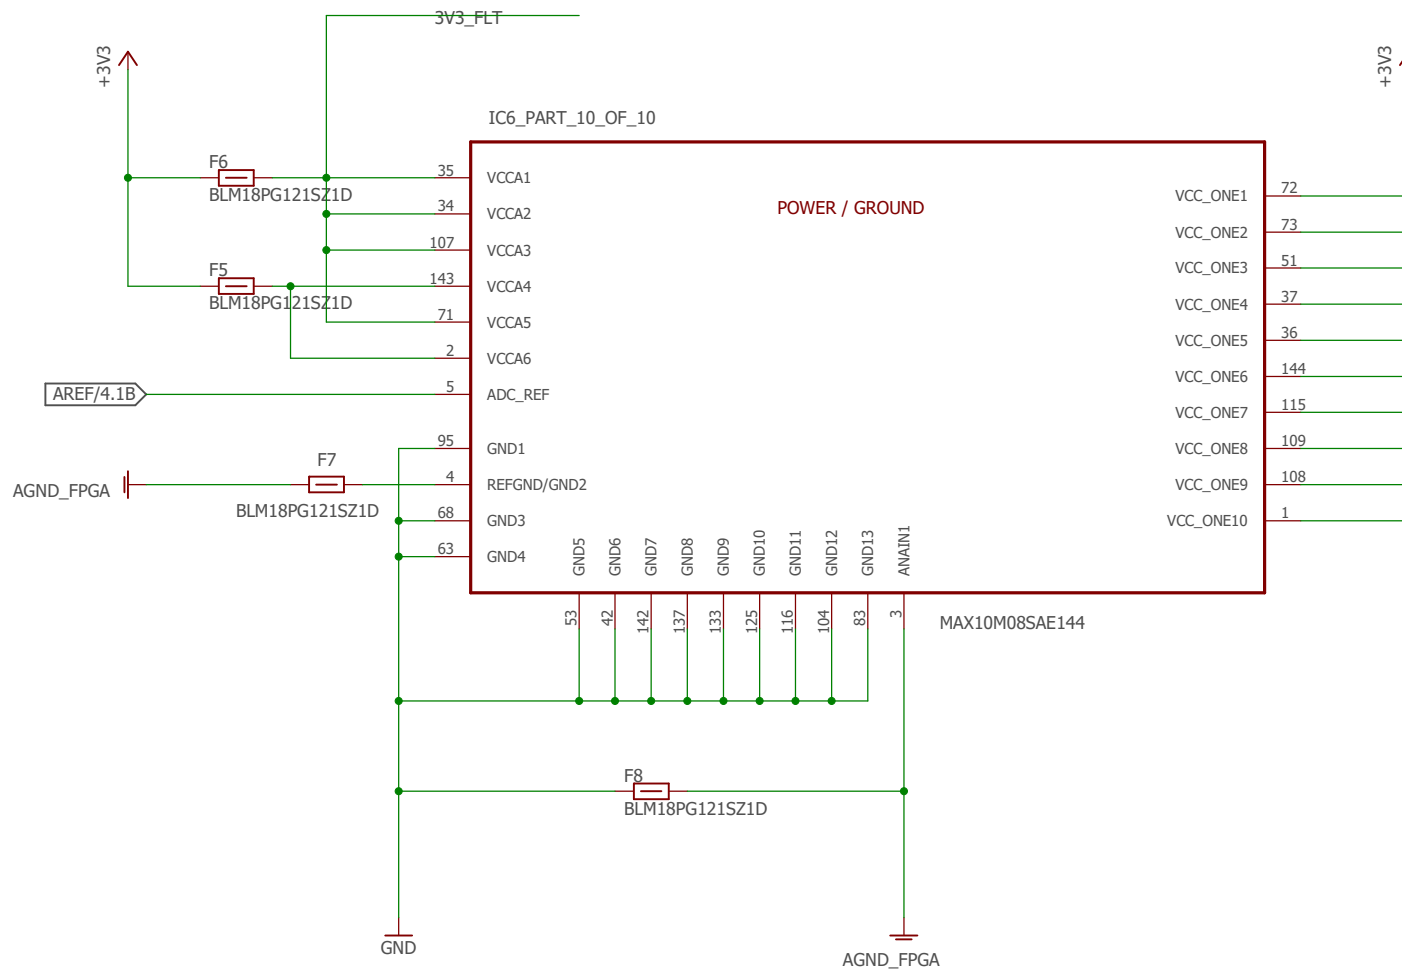 3V3_FLT
+3V3
+3V3
IC6_PART_10_OF_10
F6
BLM18PG121SZ1D
F5
BLM18PG121SZ1D
POWER / GROUND
35 VCCA1
34 VCCA2
107 VCCA3
143 VCCA4
71 VCCA5
2 VCCA6
AREF/4.1B
5 ADC_REF
95 GND1
F7
AGND_FPGA
BLM18PG121SZ1D
4 REFGND/GND2
68 GND3
63 GND4
VCC_ONE1 72
VCC_ONE2 73
VCC_ONE3 51
VCC_ONE4 37
VCC_ONE5 36
VCC_ONE6 144
VCC_ONE7 115
VCC_ONE8 109
VCC_ONE9 108
VCC_ONE10 1
GND5 53
GND6 42
GND7 142
GND8 137
GND9 133
GND10 125
GND11 116
GND12 104
GND13 83
ANAIN1 3
MAX10M08SAE144
F8
BLM18PG121SZ1D
GND
AGND_FPGA